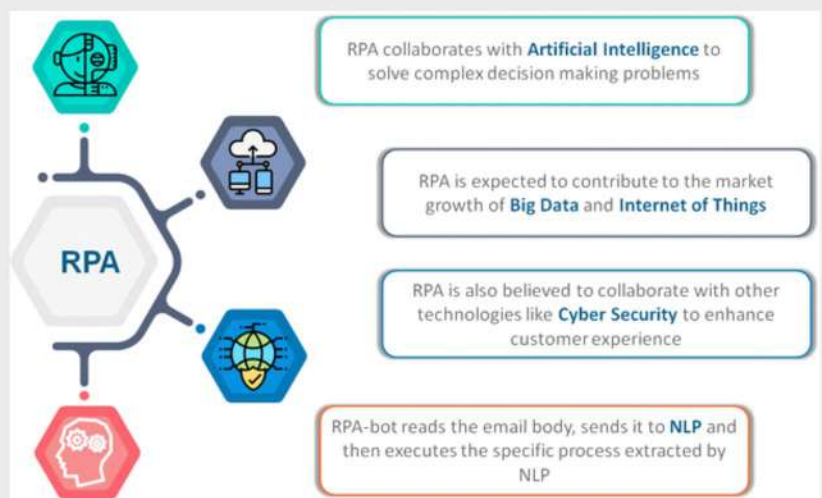 RPA collaborates with Artificial Intelligence to
solve complex decision making problems
RPA is expected to contribute to the market
growth of Big Data and Internet of Things
RPA
RPA is also believed to collaborate with other
technologies like Cyber Security to enhance
customer experience
RPA-bot reads the email body, sends it to NLP and
then executes the specific process extracted by
NLP